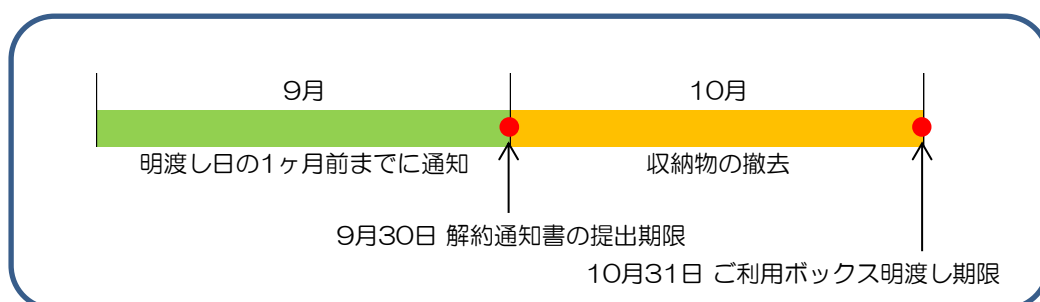 9月
10月
明渡し日の1ヶ月前までに通知
収納物の撤去
9月30日 解約通知書の提出期限
10月31日 ご利用ボックス明渡し期限